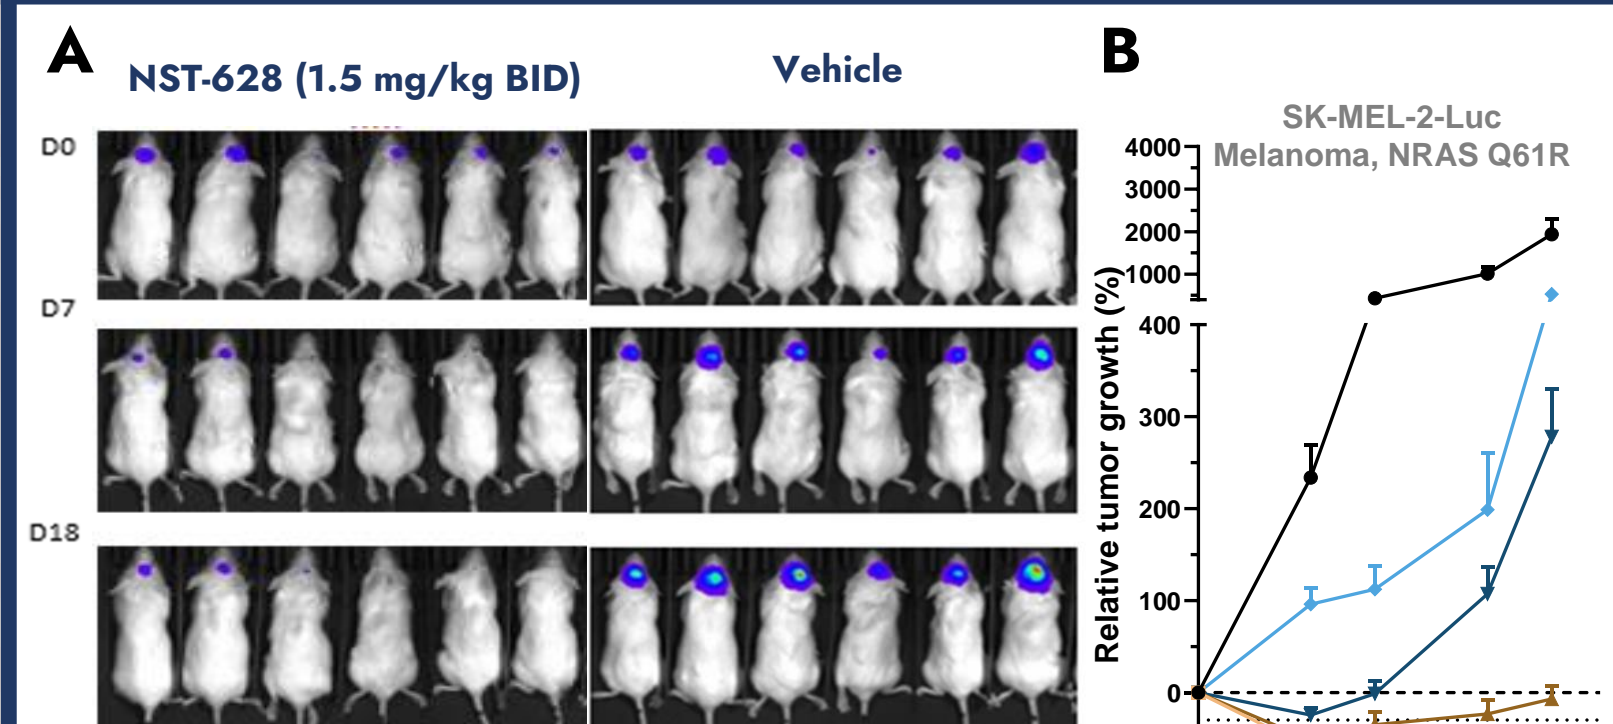 A
NST-628 (1.5 mg/kg BID)
Vehicle
D0
D7
D18
B
SK-MEL-2-Luc
Melanoma, NRAS Q61R
Relative tumor growth (%)
4000
3000
2000
1000
400
300
200
100
0